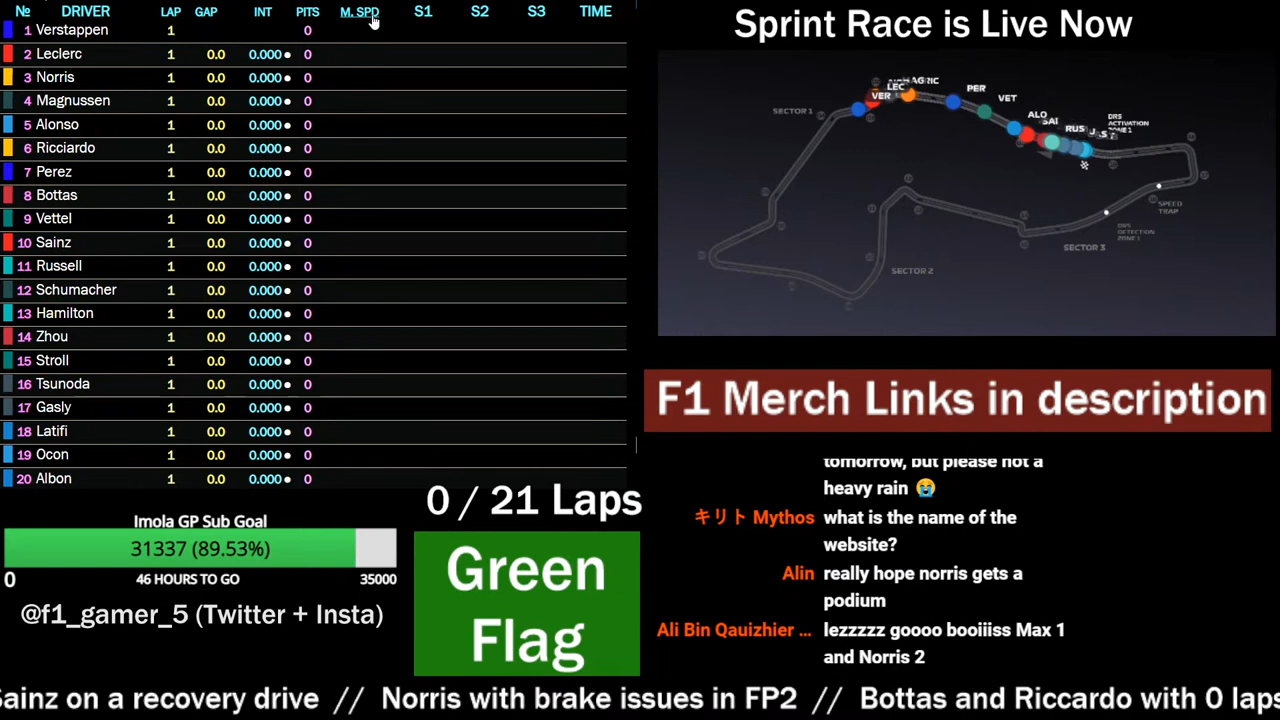 № DRIVER LAP GAP INT PITS M. SPD S1 S2 S3 TIME
1 Verstappen 1 0
2 Leclerc 1 0.0 0.000 0
3 Norris 1 0.0 0.000 0
4 Magnussen 1 0.0 0.000 0
5 Alonso 1 0.0 0.000 0
6 Ricciardo 1 0.0 0.000 0
7 Perez 1 0.0 0.000 0
8 Bottas 1 0.0 0.000 0
9 Vettel 1 0.0 0.000 0
10 Sainz 1 0.0 0.000 0
11 Russell 1 0.0 0.000 0
12 Schumacher 1 0.0 0.000 0
13 Hamilton 1 0.0 0.000 0
14 Zhou 1 0.0 0.000 0
15 Stroll 1 0.0 0.000 0
16 Tsunoda 1 0.0 0.000 0
17 Gasly 1 0.0 0.000 0
18 Latifi 1 0.0 0.000 0
19 Ocon 1 0.0 0.000 0
20 Albon 1 0.0 0.000 0
Imola GP Sub Goal
31337 (89.53%)
0 46 HOURS TO GO 35000
@f1_gamer_5 (Twitter + Insta)
0 / 21 Laps
Green
Flag
Sprint Race is Live Now
VER LEC
PER
VET
ALO
SAI
RUS
SECTOR 1
DRS
ACTIVATION
ZONE 1
SPEED
TRAP
DRS
DETECTION
ZONE 1
SECTOR 3
SECTOR 2
F1 Merch Links in description
tomorrow, but please not a
heavy rain 😭
キリト Mythos what is the name of the
website?
Alin really hope norris gets a
podium
Ali Bin Qauizhier ... lezzzzz goooo booiiiss Max 1
and Norris 2
Sainz on a recovery drive // Norris with brake issues in FP2 // Bottas and Riccardo with 0 laps